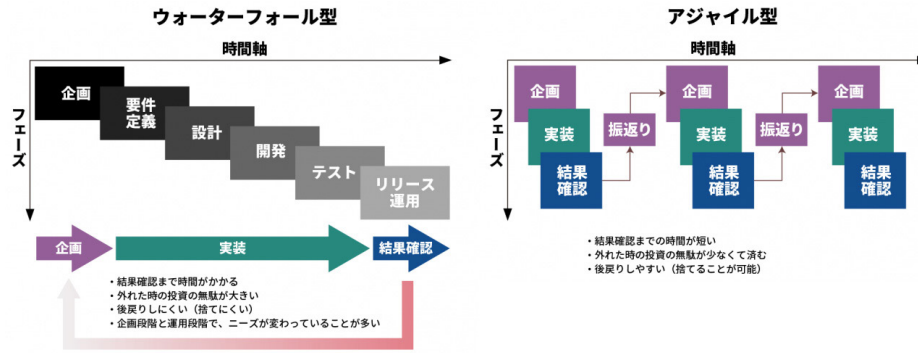 ウォーターフォール型
時間軸
フェーズ
企画
要件
定義
設計
開発
テスト
リリース
運用
企画
実装
結果確認
・結果確認まで時間がかかる
・外れた時の投資の無駄が大きい
・後戻りしにくい（捨てにくい）
・企画段階と運用段階で、ニーズが変わっていることが多い
アジャイル型
時間軸
フェーズ
企画
実装
結果
確認
振返り
企画
実装
結果
確認
振返り
企画
実装
結果
確認
・結果確認までの時間が短い
・外れた時の投資の無駄が少なくて済む
・後戻りしやすい（捨てることが可能）